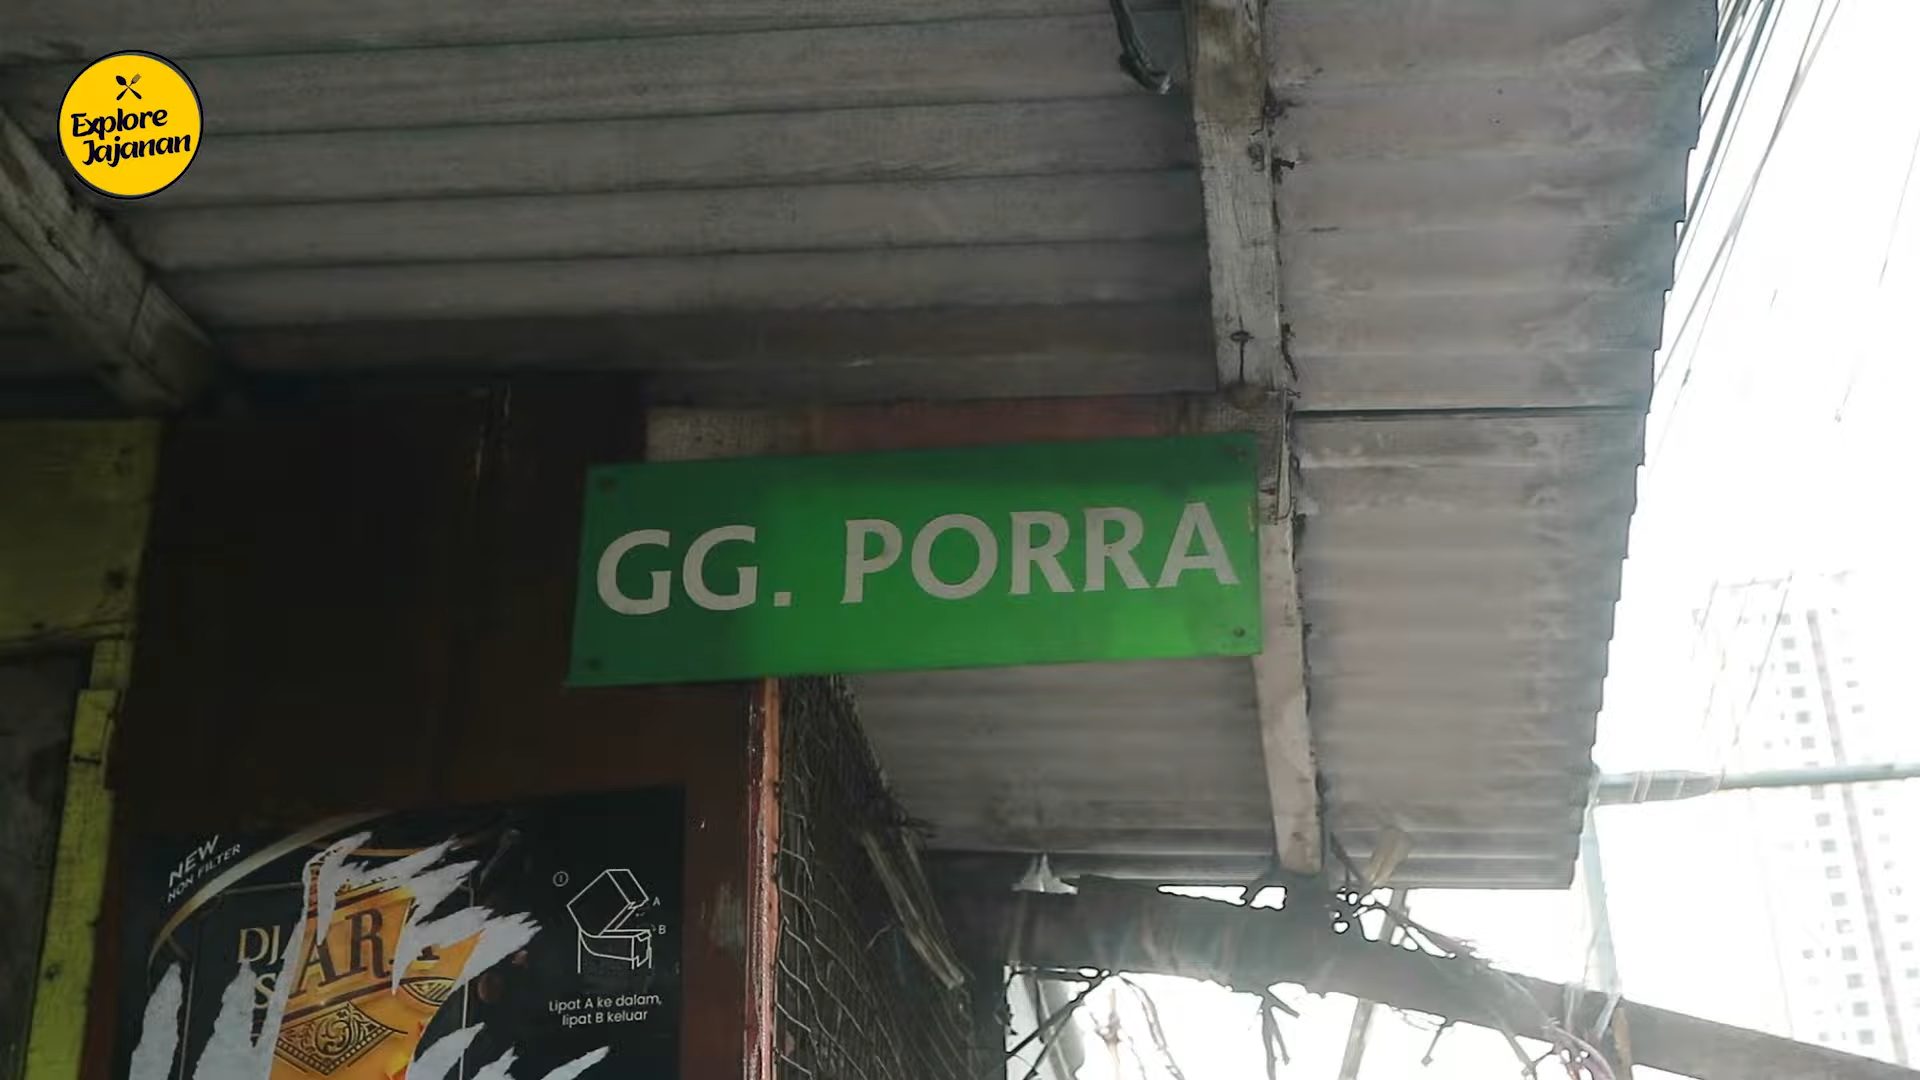 Explore
Jajanan
GG. PORRA
NEW
NON FILTER
A
B
Lipat A ke dalam,
lipat B keluar